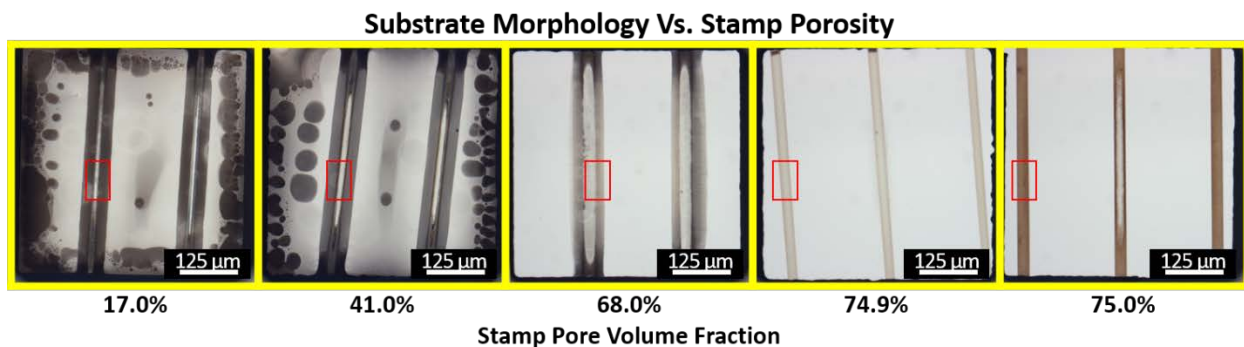 Substrate Morphology Vs. Stamp Porosity
125 µm 125 µm 125 µm 125 µm 125 µm
17.0% 41.0% 68.0% 74.9% 75.0%
Stamp Pore Volume Fraction